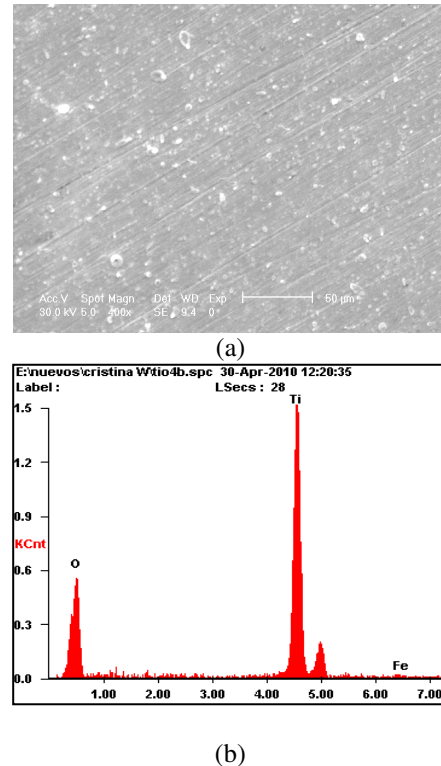 Acc.V Spot Magn Det WD Exp 50 µm
30.0 kV 5.0 400x SE 9.4 0
(a)
E:\nuevos\cristina W\tio4b.spc 30-Apr-2010 12:20:35
Label : LSecs : 28
Ti
1.5
1.2
0.9
KCnt
O
0.6
0.3
Fe
0.0
1.00 2.00 3.00 4.00 5.00 6.00 7.00
(b)